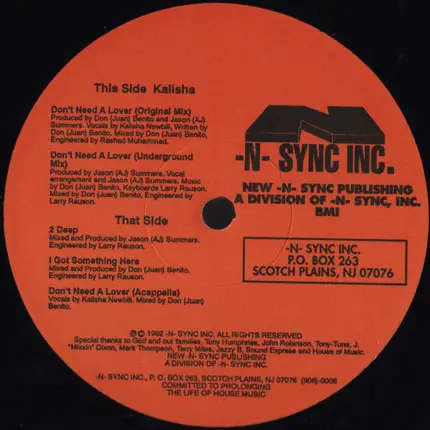 This Side Kalisha
Don't Need A Lover (Original Mix)
Produced by Don (Juan) Benito and Jason (AJ)
Summers. Vocals by Kalisha Newbill, Written by
Don (Juan) Benito. Mixed by Don (Juan) Benito,
Engineered by Rashad Muhammad.
Don't Need A Lover (Underground
Mix)
Produced by Jason (AJ) Summers. Vocal
arrangement and Jason (AJ) Summers. Music
by Don (Juan) Benito, Keyboards Larry Rauson.
Mixed by Don (Juan) Benito. Engineered by
Larry Rauson.
That Side
2 Deep
Mixed and Produced by Jason (AJ) Summers.
Engineered by Larry Rauson.
I Got Something Here
Mixed and Produced by Don (Juan) Benito.
Engineered by Larry Rauson.
Don't Need A Lover (Acappella)
Vocals by Kalisha Newbill. Mixed by Don (Juan)
Benito.
N
-N- SYNC INC.
NEW -N- SYNC PUBLISHING
A DIVISION OF -N- SYNC, INC.
BMI
-N- SYNC INC.
P.O. BOX 263
SCOTCH PLAINS, NJ 07076
℗ © 1992 -N- SYNC INC. ALL RIGHTS RESERVED
Special thanks to God and our families, Tony Humphries, John Robinson, Tony-Tune, J.
"Mixxin" Dixon, Mark Thompson, Terry Miles, Jazzy B, Sound Express and House of Music.
NEW -N- SYNC PUBLISHING
A DIVISION OF -N- SYNC INC.
-N- SYNC INC., P. O. BOX 263, SCOTCH PLAINS, NJ 07076 (908)-0008
COMMITTED TO PROLONGING
THE LIFE OF HOUSE MUSIC